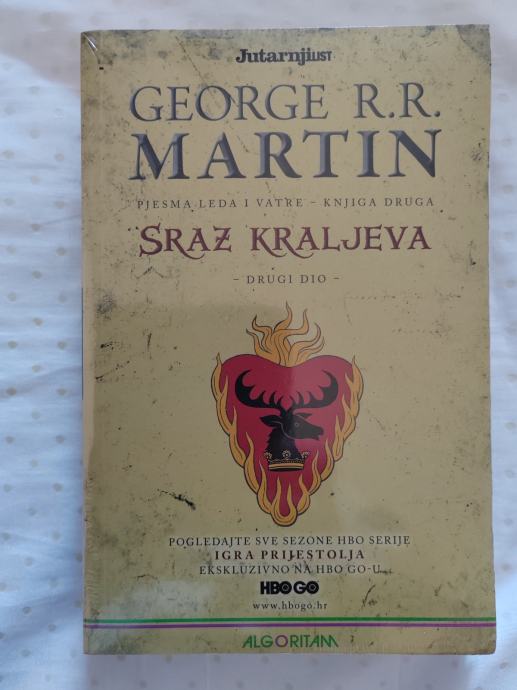 Jutarnji LIST
GEORGE R.R.
MARTIN
PJESMA LEDA I VATRE – KNJIGA DRUGA
SRAZ KRALJEVA
– DRUGI DIO –
POGLEDAJTE SVE SEZONE HBO SERIJE
IGRA PRIJESTOLJA
EKSKLUZIVNO NA HBO GO-U
HBO GO
www.hbogo.hr
ALGORITAM